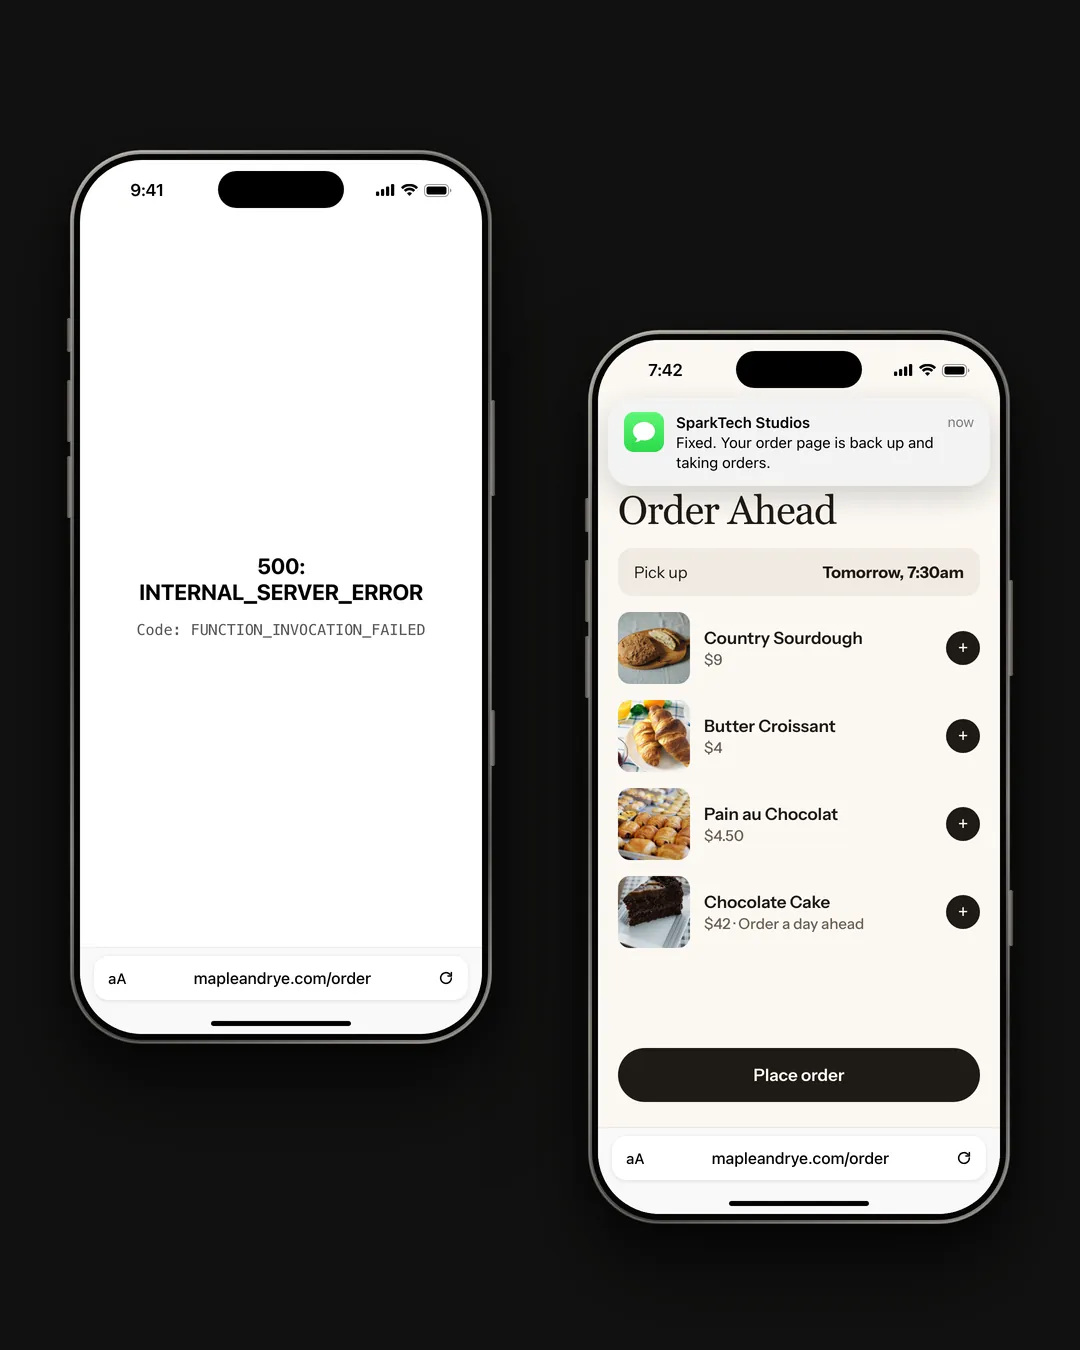 9:41
500:
INTERNAL_SERVER_ERROR
Code: FUNCTION_INVOCATION_FAILED
aA mapleandrye.com/order
7:42
SparkTech Studios now
Fixed. Your order page is back up and
taking orders.
Order Ahead
Pick up Tomorrow, 7:30am
Country Sourdough
$9
+
Butter Croissant
$4
+
Pain au Chocolat
$4.50
+
Chocolate Cake
$42 · Order a day ahead
+
Place order
aA mapleandrye.com/order